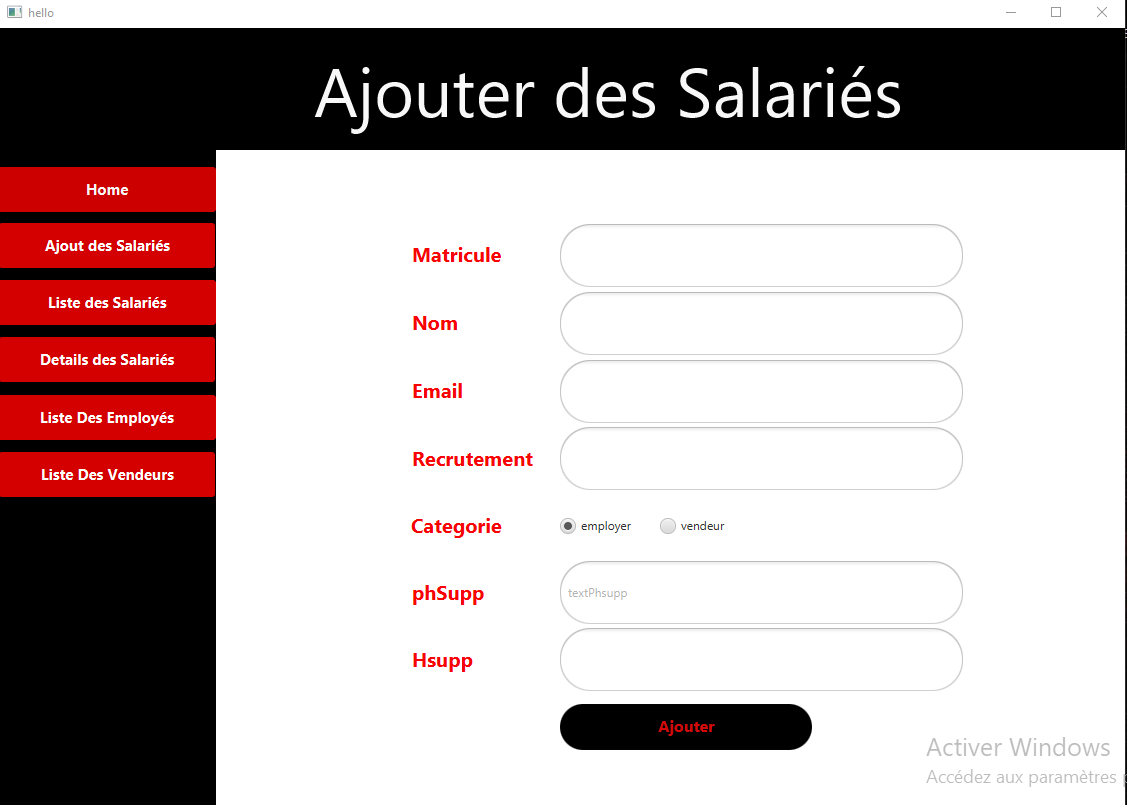 hello
Ajouter des Salariés
Home
Ajout des Salariés
Liste des Salariés
Details des Salariés
Liste Des Employés
Liste Des Vendeurs
Matricule
Nom
Email
Recrutement
Categorie employer vendeur
phSupp textPhsupp
Hsupp
Ajouter
Activer Windows
Accédez aux paramètres